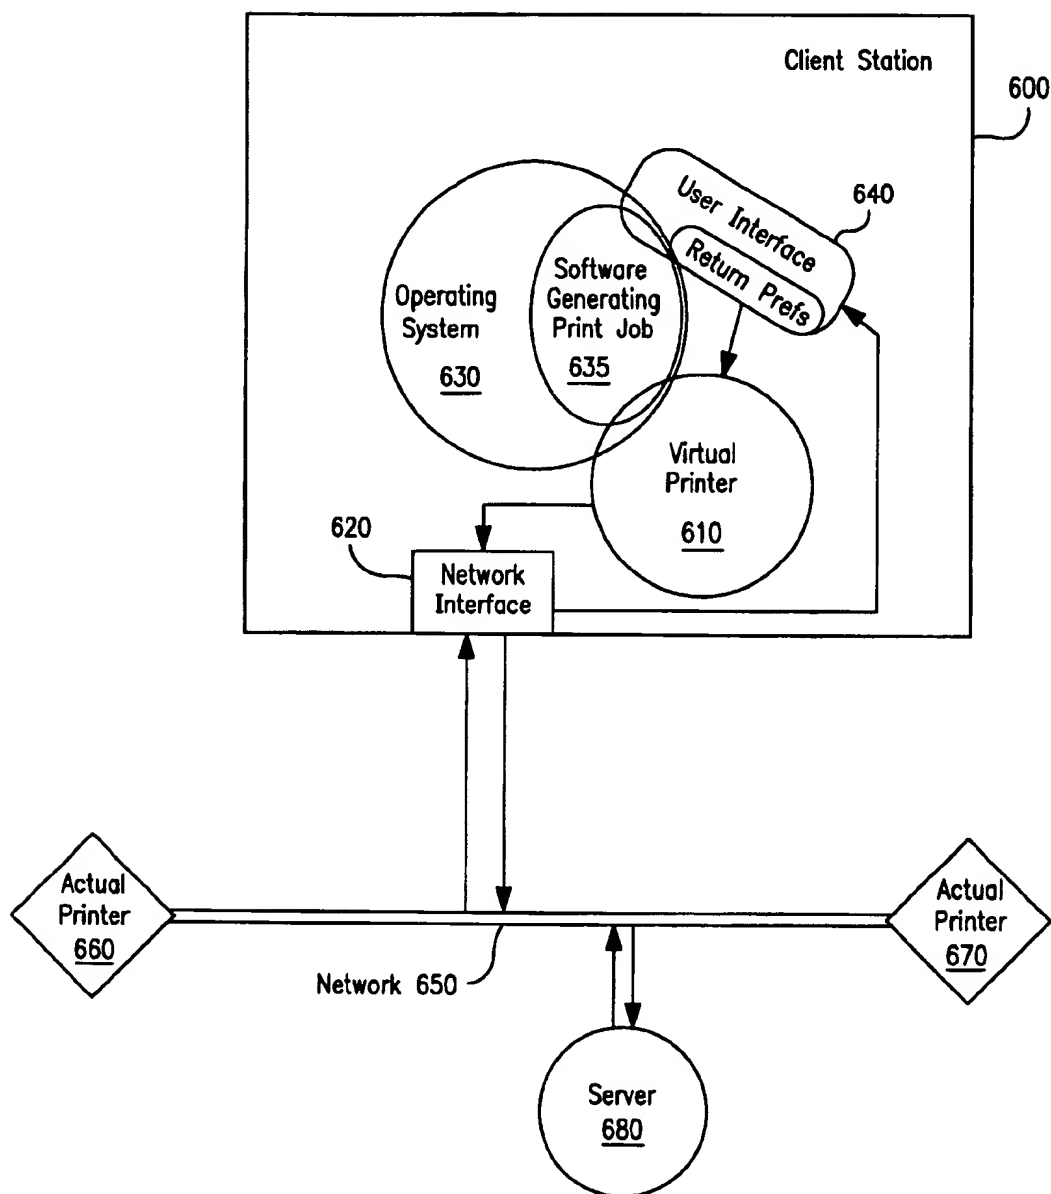 Client Station
600
640
User Interface
Return Prefs
Operating
System
630
Software
Generating
Print Job
635
Virtual
Printer
610
620
Network
Interface
Actual
Printer
660
Actual
Printer
670
Network 650
Server
680